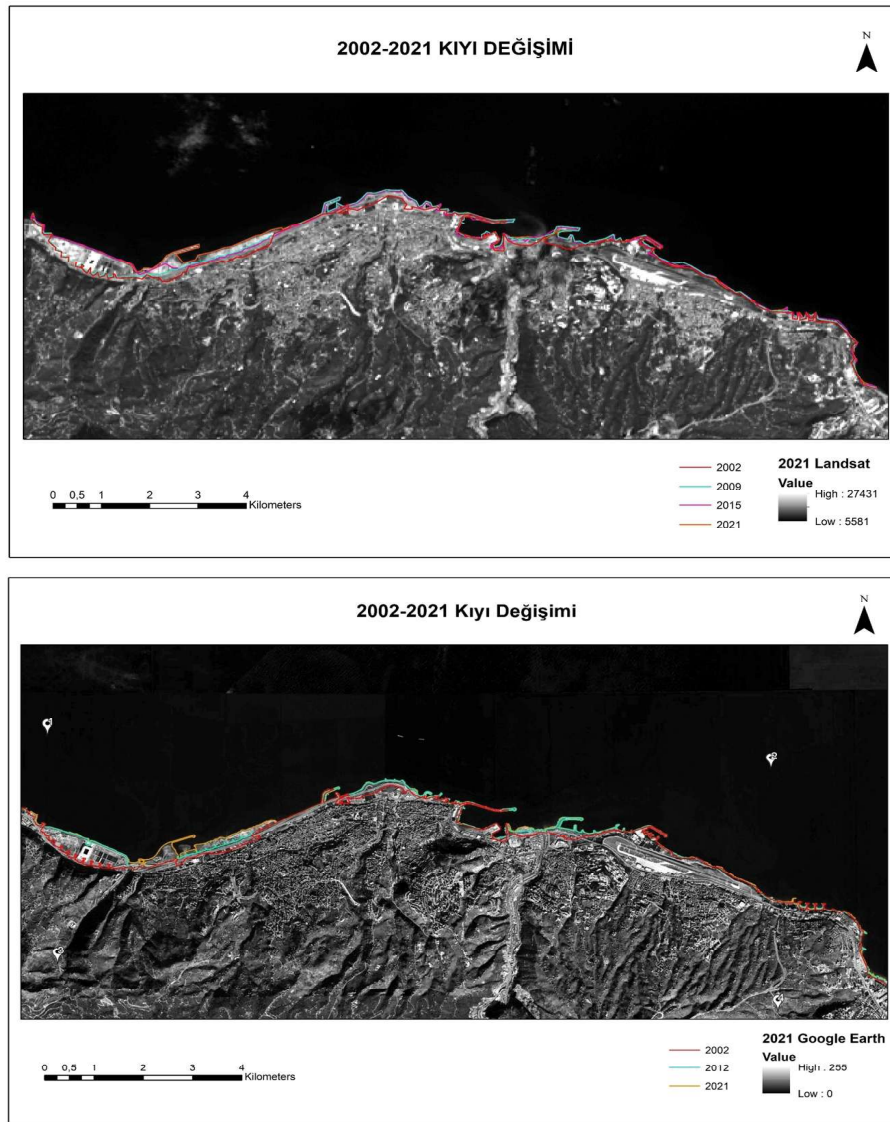 2002-2021 KIYI DEĞİŞİMİ
N
0 0,5 1 2 3 4
Kilometers
2002
2009
2015
2021
2021 Landsat
Value
High : 27431
Low : 5581
2002-2021 Kıyı Değişimi
N
0 0,5 1 2 3 4
Kilometers
2002
2012
2021
2021 Google Earth
Value
High : 255
Low : 0